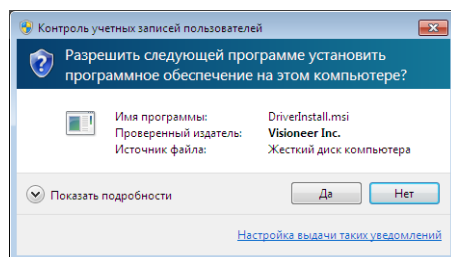 Контроль учетных записей пользователей
Разрешить следующей программе установить
программное обеспечение на этом компьютере?
Имя программы: DriverInstall.msi
Проверенный издатель: Visioneer Inc.
Источник файла: Жесткий диск компьютера
Показать подробности Да Нет
Настройка выдачи таких уведомлений